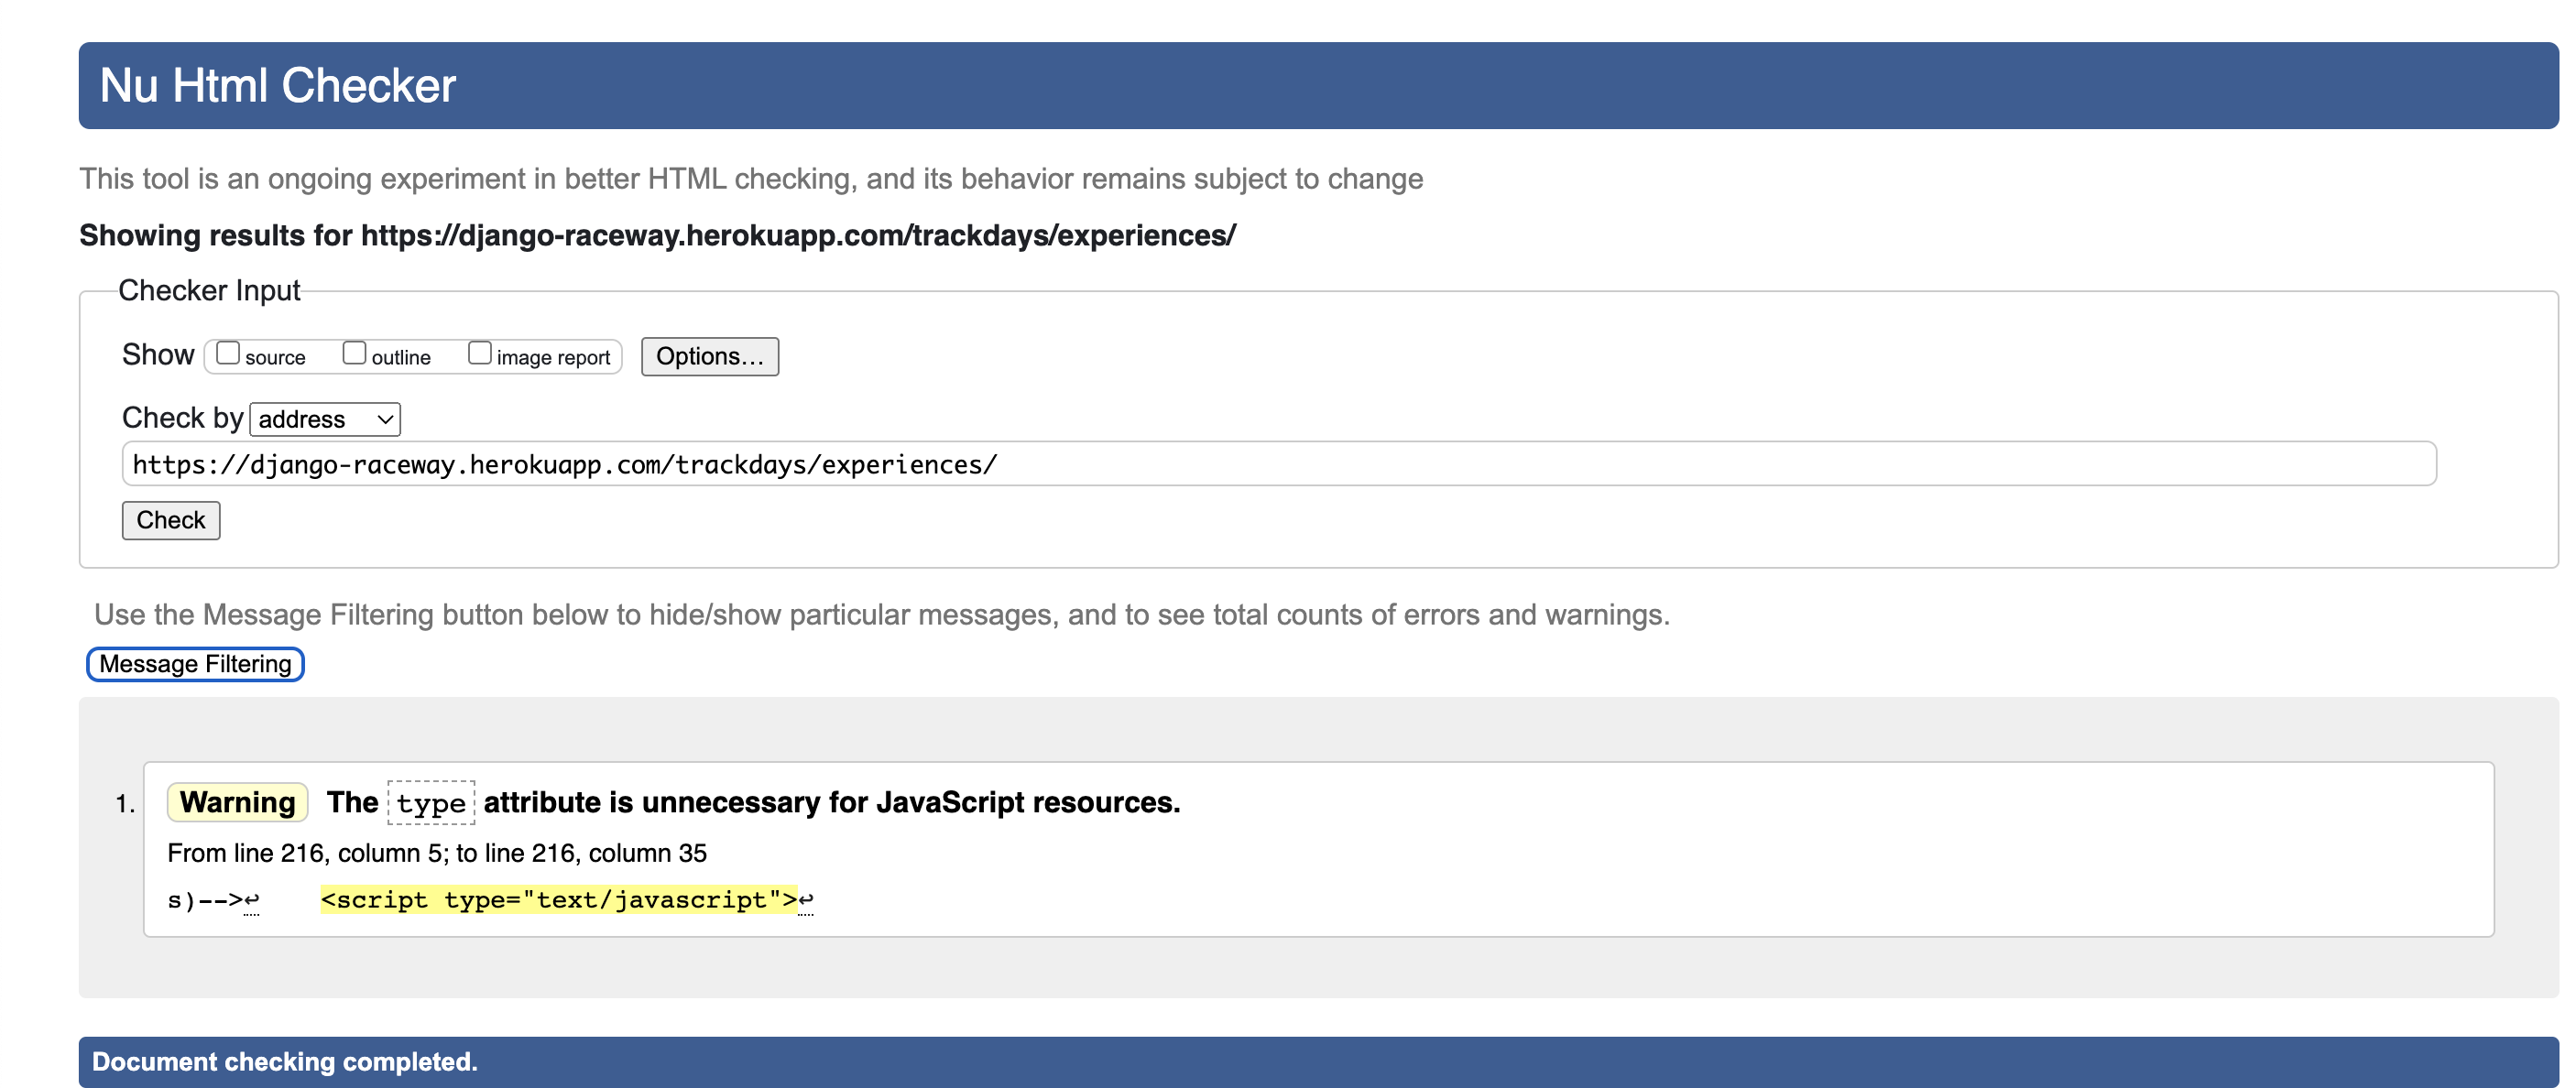 Nu Html Checker
This tool is an ongoing experiment in better HTML checking, and its behavior remains subject to change
Showing results for https://django-raceway.herokuapp.com/trackdays/experiences/
Checker Input
Show source outline image report Options...
Check by address
https://django-raceway.herokuapp.com/trackdays/experiences/
Check
Use the Message Filtering button below to hide/show particular messages, and to see total counts of errors and warnings.
Message Filtering
1. Warning The type attribute is unnecessary for JavaScript resources.
From line 216, column 5; to line 216, column 35
s)-->↩ <script type="text/javascript">↩
Document checking completed.